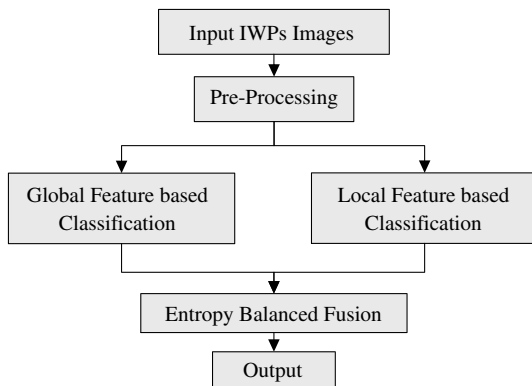 Input IWPs Images
Pre-Processing
Global Feature based
Classification
Local Feature based
Classification
Entropy Balanced Fusion
Output